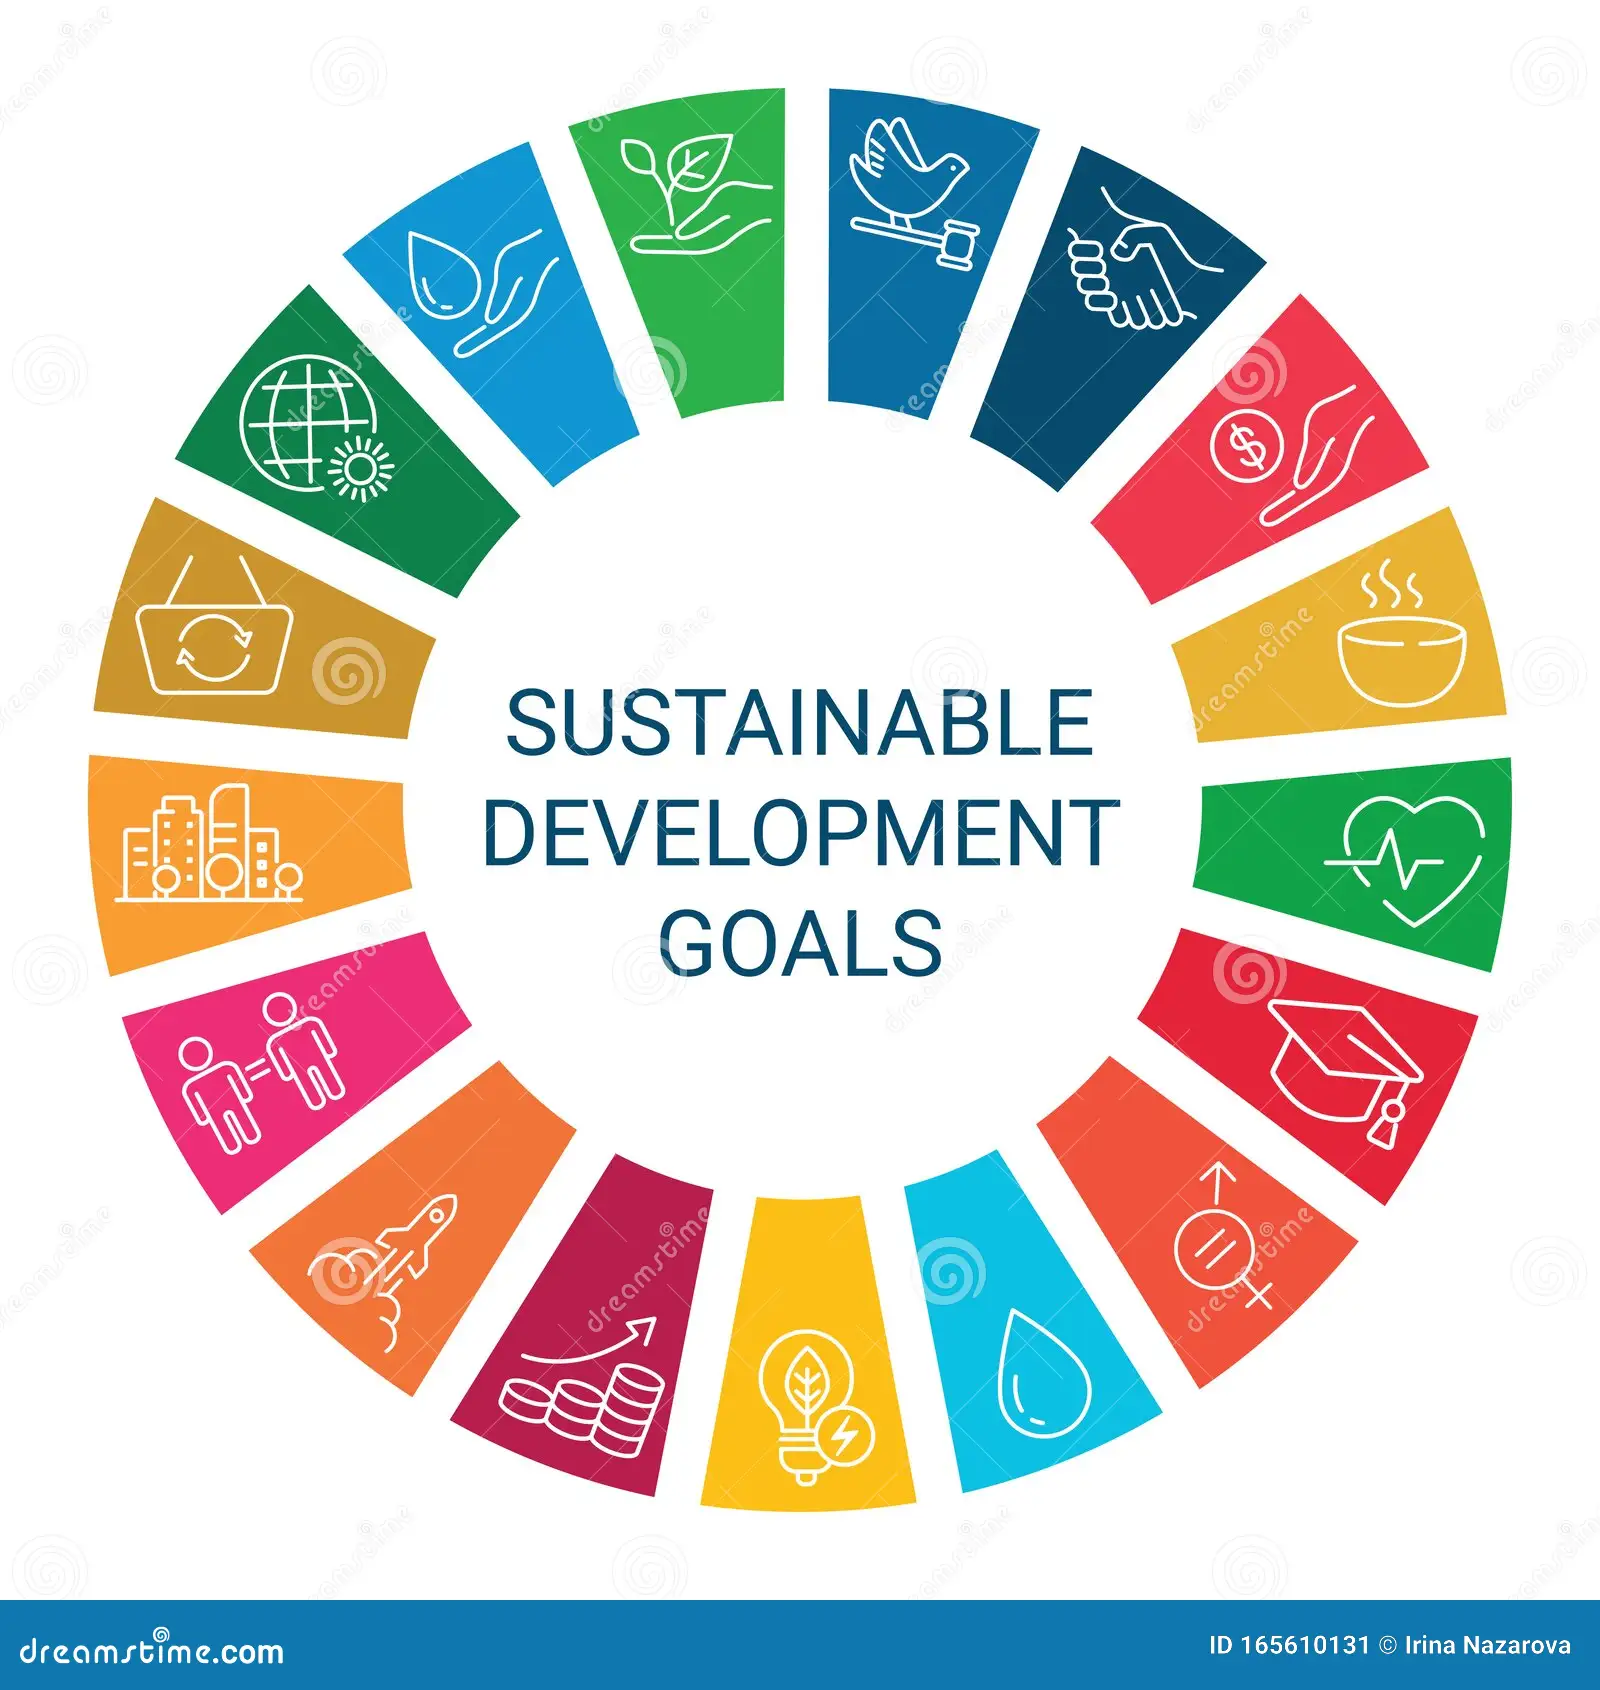 SUSTAINABLE
DEVELOPMENT
GOALS
$
dreamstime.com
ID 165610131 © Irina Nazarova